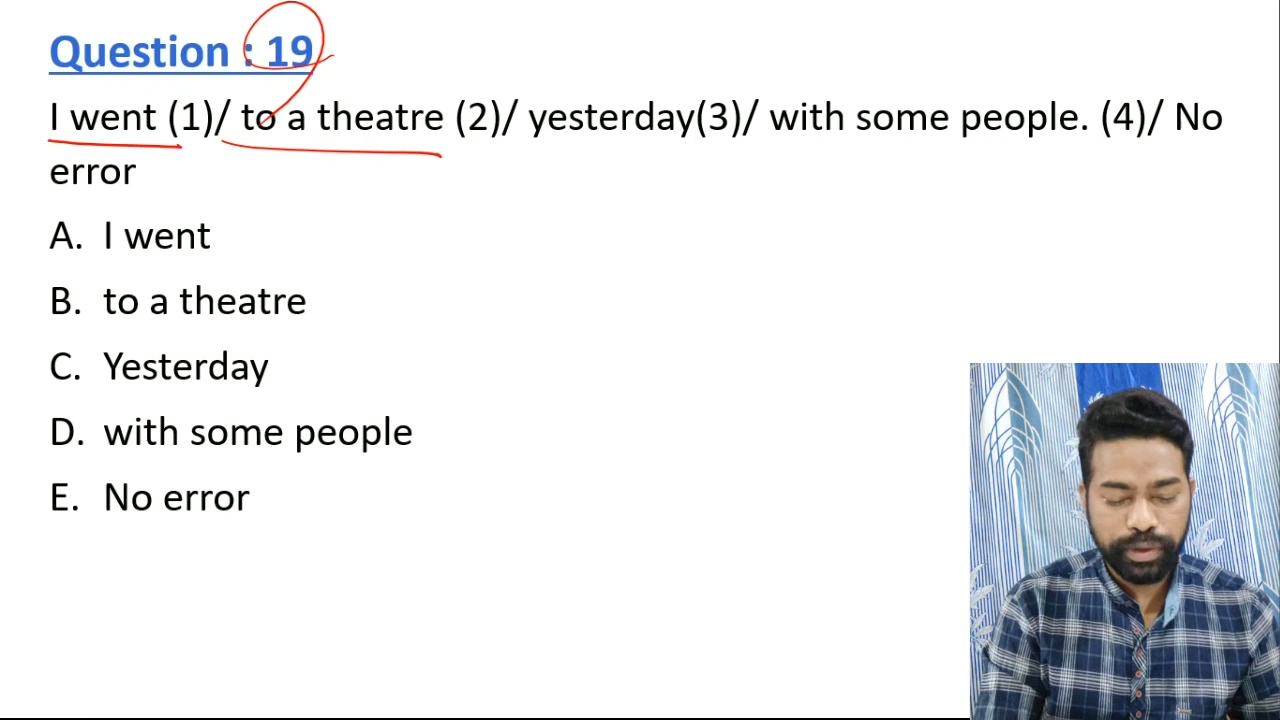 Question : 19
I went (1)/ to a theatre (2)/ yesterday(3)/ with some people. (4)/ No
error
A. I went
B. to a theatre
C. Yesterday
D. with some people
E. No error